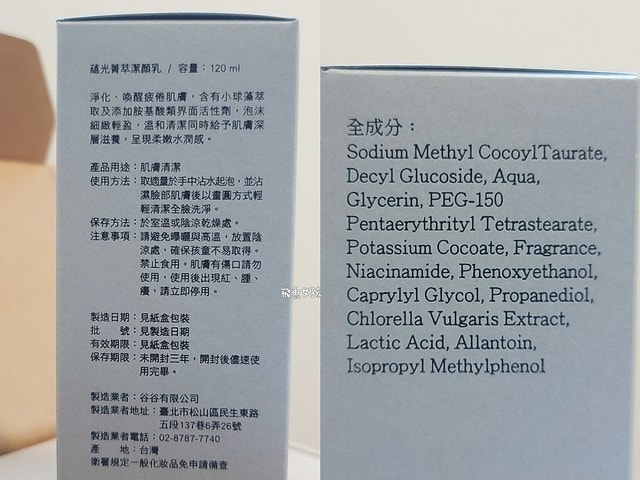 蘊光菁萃潔顏乳 / 容量：120 ml
淨化、喚醒疲倦肌膚，含有小球藻萃
取及添加胺基酸類界面活性劑，泡沫
細緻輕盈，溫和清潔同時給予肌膚深
層滋養，呈現柔嫩水潤感。
產品用途：肌膚清潔
使用方法：取適量於手中沾水起泡，並沾
濕臉部肌膚後以畫圓方式輕
輕清潔全臉洗淨。
保存方法：於室溫或陰涼乾燥處。
注意事項：請避免曝曬與高溫，放置陰
涼處，確保孩童不易取得。
禁止食用。肌膚有傷口請勿
使用，使用後出現紅、腫、
癢，請立即停用。
製造日期：見紙盒包裝
批　　號：見製造日期
有效期限：見紙盒包裝
保存期限：未開封三年，開封後儘速使
用完畢。
製造業者：谷谷有限公司
製造業者地址：臺北市松山區民生東路
五段137巷6弄26號
製造業者電話：02-8787-7740
產　　地：台灣
衛署規定一般化妝品免申請備查
全成分：
Sodium Methyl CocoylTaurate,
Decyl Glucoside, Aqua,
Glycerin, PEG-150
Pentaerythrityl Tetrastearate,
Potassium Cocoate, Fragrance,
Niacinamide, Phenoxyethanol,
Caprylyl Glycol, Propanediol,
Chlorella Vulgaris Extract,
Lactic Acid, Allantoin,
Isopropyl Methylphenol